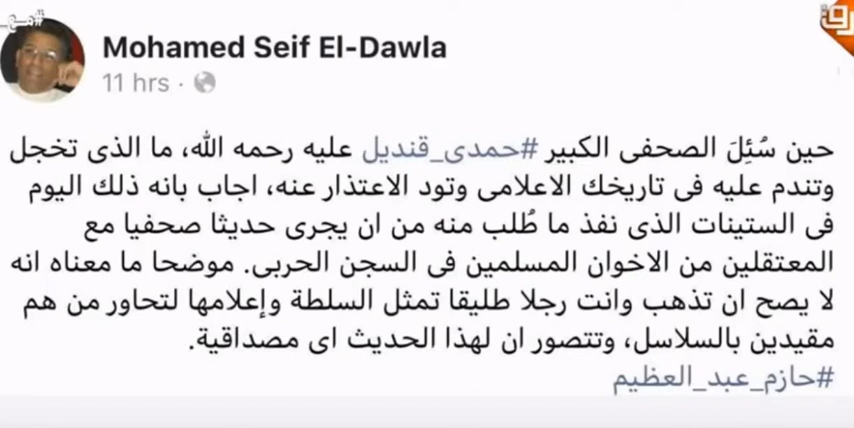 #مع_
Mohamed Seif El-Dawla
11 hrs ·
حين سُئِلَ الصحفى الكبير #حمدى_قنديل عليه رحمه الله، ما الذى تخجل
وتندم عليه فى تاريخك الاعلامى وتود الاعتذار عنه، اجاب بانه ذلك اليوم
فى الستينات الذى نفذ ما طُلب منه من ان يجرى حديثا صحفيا مع
المعتقلين من الاخوان المسلمين فى السجن الحربى. موضحا ما معناه انه
لا يصح ان تذهب وانت رجلا طليقا تمثل السلطة وإعلامها لتحاور من هم
مقيدين بالسلاسل، وتتصور ان لهذا الحديث اى مصداقية.
#حازم_عبد_العظيم